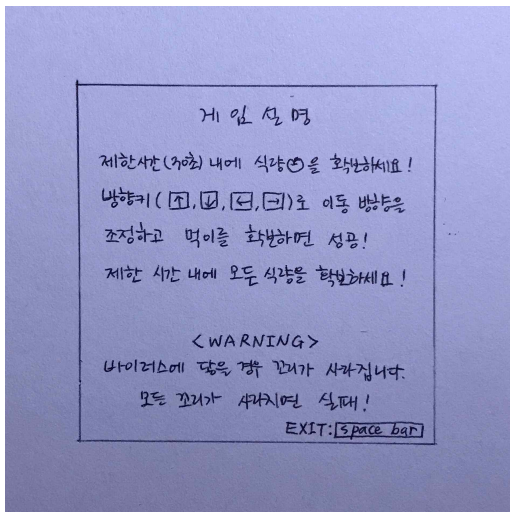 게임 설명
제한시간(30초) 내에 식량을 확보하세요!
방향키(↑,↓,←,→)로 이동 방향을
조정하고 먹이를 확보하면 성공!
제한 시간 내에 모든 식량을 확보하세요!
<WARNING>
바이러스에 닿을 경우 꼬리가 사라집니다.
모든 꼬리가 사라지면 실패!
EXIT: space bar